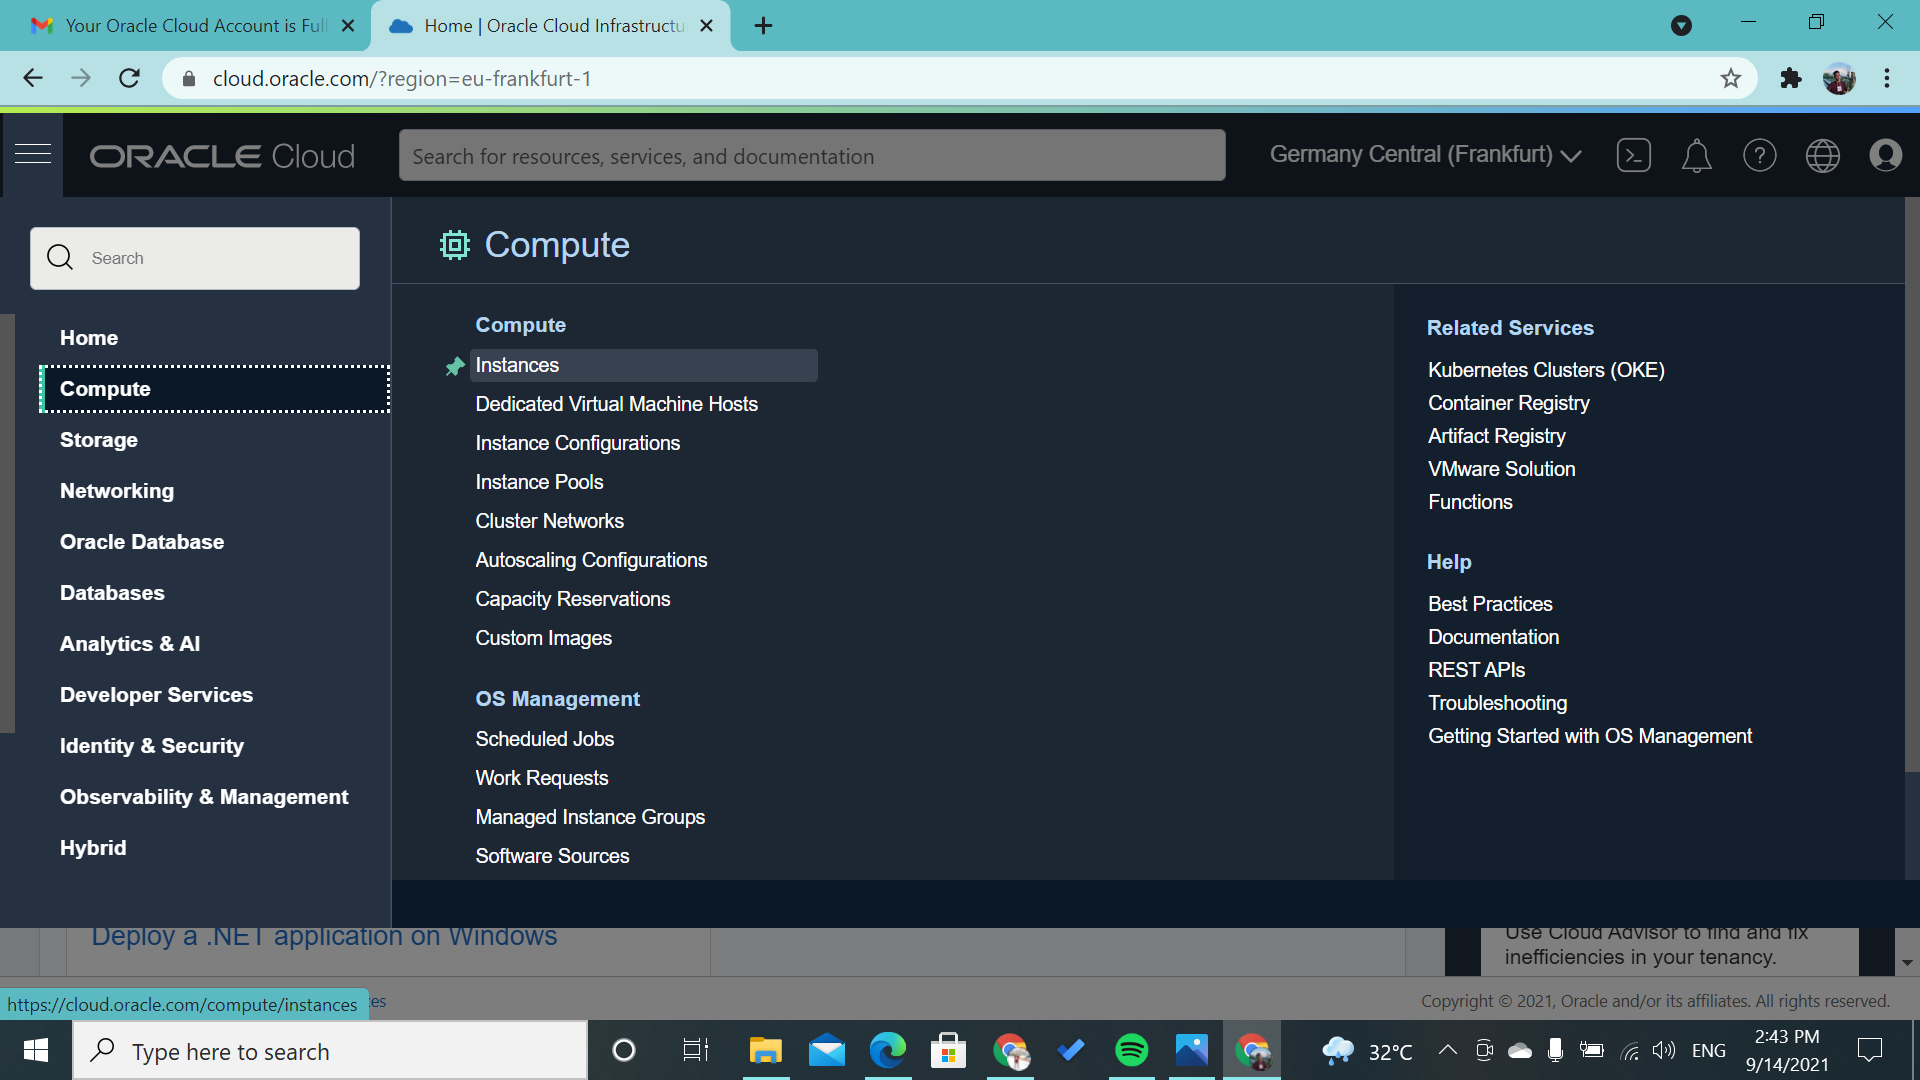 Your Oracle Cloud Account is Full
Home | Oracle Cloud Infrastructu
cloud.oracle.com/?region=eu-frankfurt-1
ORACLE Cloud
Search for resources, services, and documentation
Germany Central (Frankfurt)
Search
Home
Compute
Storage
Networking
Oracle Database
Databases
Analytics & AI
Developer Services
Identity & Security
Observability & Management
Hybrid
Compute
Compute
Instances
Dedicated Virtual Machine Hosts
Instance Configurations
Instance Pools
Cluster Networks
Autoscaling Configurations
Capacity Reservations
Custom Images
OS Management
Scheduled Jobs
Work Requests
Managed Instance Groups
Software Sources
Related Services
Kubernetes Clusters (OKE)
Container Registry
Artifact Registry
VMware Solution
Functions
Help
Best Practices
Documentation
REST APIs
Troubleshooting
Getting Started with OS Management
Deploy a .NET application on Windows
Use Cloud Advisor to find and fix
inefficiencies in your tenancy.
https://cloud.oracle.com/compute/instances
es
Copyright © 2021, Oracle and/or its affiliates. All rights reserved.
Type here to search
32°C
ENG
2:43 PM
9/14/2021